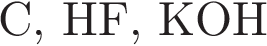 C, HF, KOH